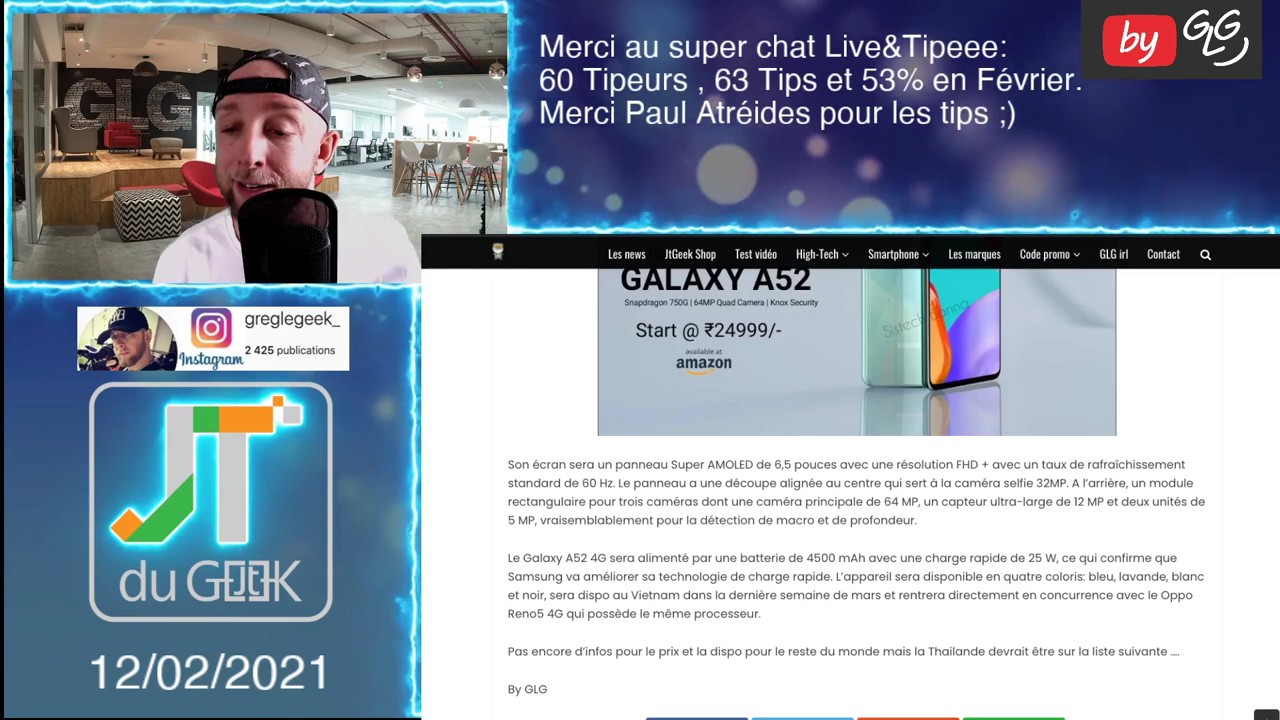 GLG
Merci au super chat Live&Tipeee:
60 Tipeurs , 63 Tips et 53% en Février.
Merci Paul Atréides pour les tips ;)
by GLG
greglegeek_
2 425 publications
Instagram
JT
du GEEK
12/02/2021
Les news JtGeek Shop Test vidéo High-Tech Smartphone Les marques Code promo GLG irl Contact
GALAXY A52
Snapdragon 750G | 64MP Quad Camera | Knox Security
Start @ ₹24999/-
available at
amazon
Son écran sera un panneau Super AMOLED de 6,5 pouces avec une résolution FHD + avec un taux de rafraîchissement
standard de 60 Hz. Le panneau a une découpe alignée au centre qui sert à la caméra selfie 32MP. A l'arrière, un module
rectangulaire pour trois caméras dont une caméra principale de 64 MP, un capteur ultra-large de 12 MP et deux unités de
5 MP, vraisemblablement pour la détection de macro et de profondeur.
Le Galaxy A52 4G sera alimenté par une batterie de 4500 mAh avec une charge rapide de 25 W, ce qui confirme que
Samsung va améliorer sa technologie de charge rapide. L'appareil sera disponible en quatre coloris: bleu, lavande, blanc
et noir, sera dispo au Vietnam dans la dernière semaine de mars et rentrera directement en concurrence avec le Oppo
Reno5 4G qui possède le même processeur.
Pas encore d'infos pour le prix et la dispo pour le reste du monde mais la Thailande devrait être sur la liste suivante ....
By GLG